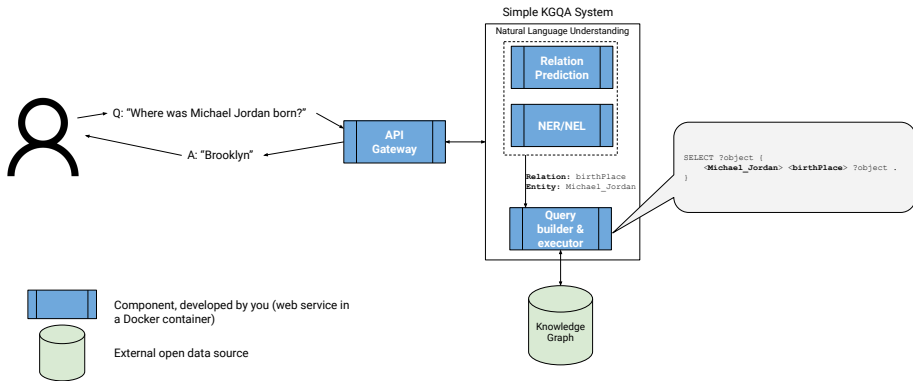 Simple KGQA System
Natural Language Understanding
Relation
Prediction
NER/NEL
Q: “Where was Michael Jordan born?”
A: “Brooklyn”
API
Gateway
Relation: birthPlace
Entity: Michael_Jordan
Query
builder &
executor
SELECT ?object {
<Michael_Jordan> <birthPlace> ?object .
}
Knowledge
Graph
Component, developed by you (web service in
a Docker container)
External open data source